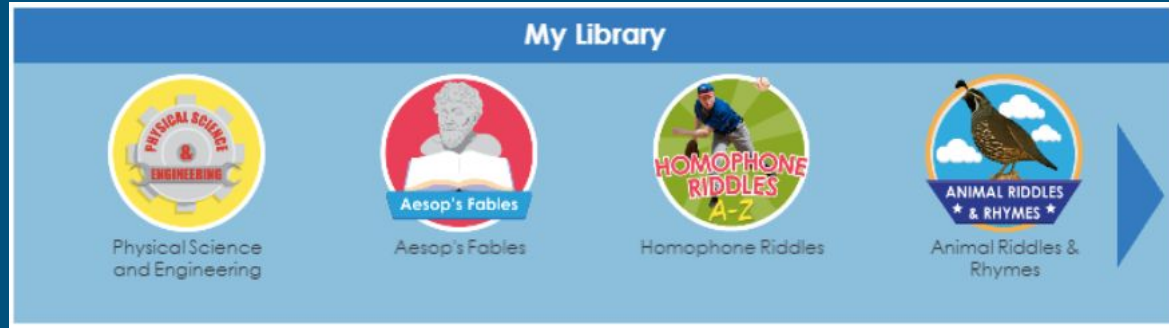 My Library
PHYSICAL SCIENCE
&
ENGINEERING
Physical Science
and Engineering
Aesop's Fables
Aesop's Fables
HOMOPHONE
RIDDLES
A-Z
Homophone Riddles
ANIMAL RIDDLES
& RHYMES
Animal Riddles &
Rhymes